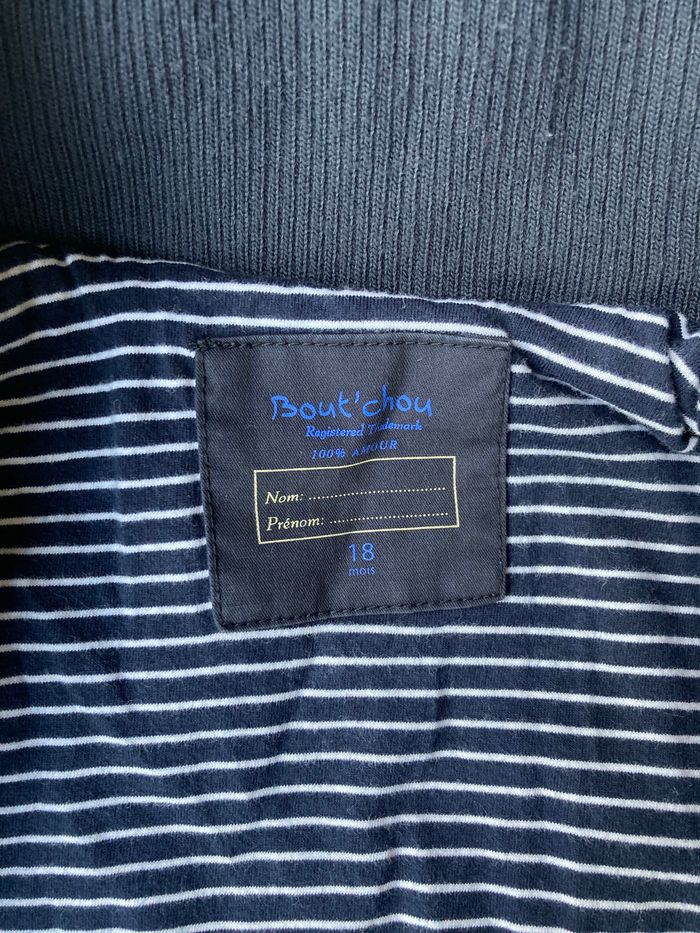 Bout'chou
Registered Trademark
100% AMOUR
Nom: ................................
Prénom: ...........................
18
mois